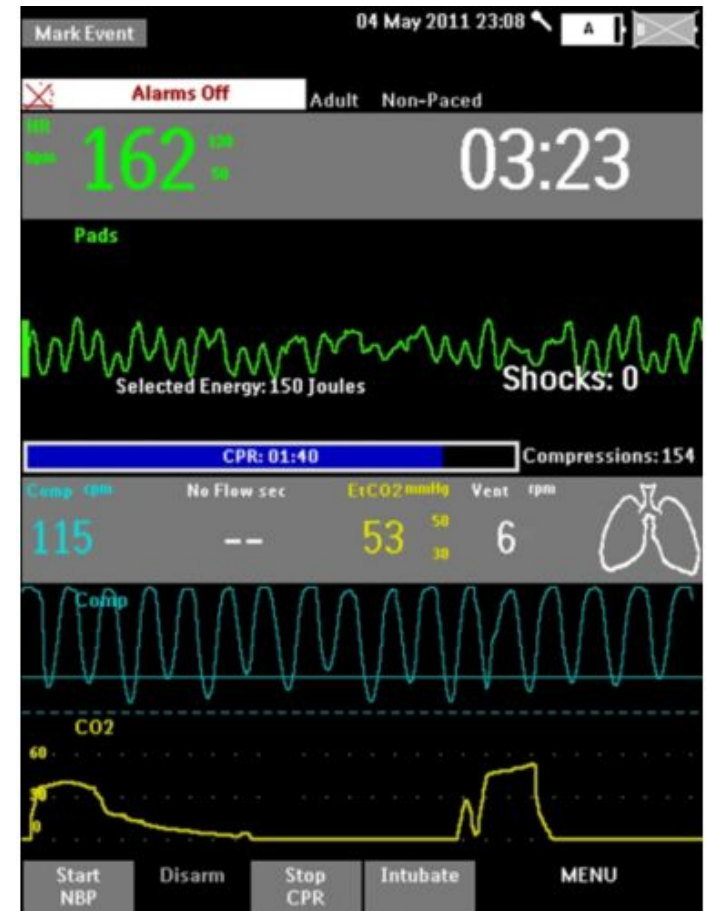 Mark Event
04 May 2011 23:08
A
B
Alarms Off
Adult Non-Paced
HR
bpm
162
120
50
03:23
Pads
Selected Energy: 150 Joules
Shocks: 0
CPR: 01:40
Compressions: 154
Comp cpm
No Flow sec
EtCO2 mmHg
Vent rpm
115
--
53
50
30
6
Comp
CO2
60
30
0
Start NBP
Disarm
Stop CPR
Intubate
MENU